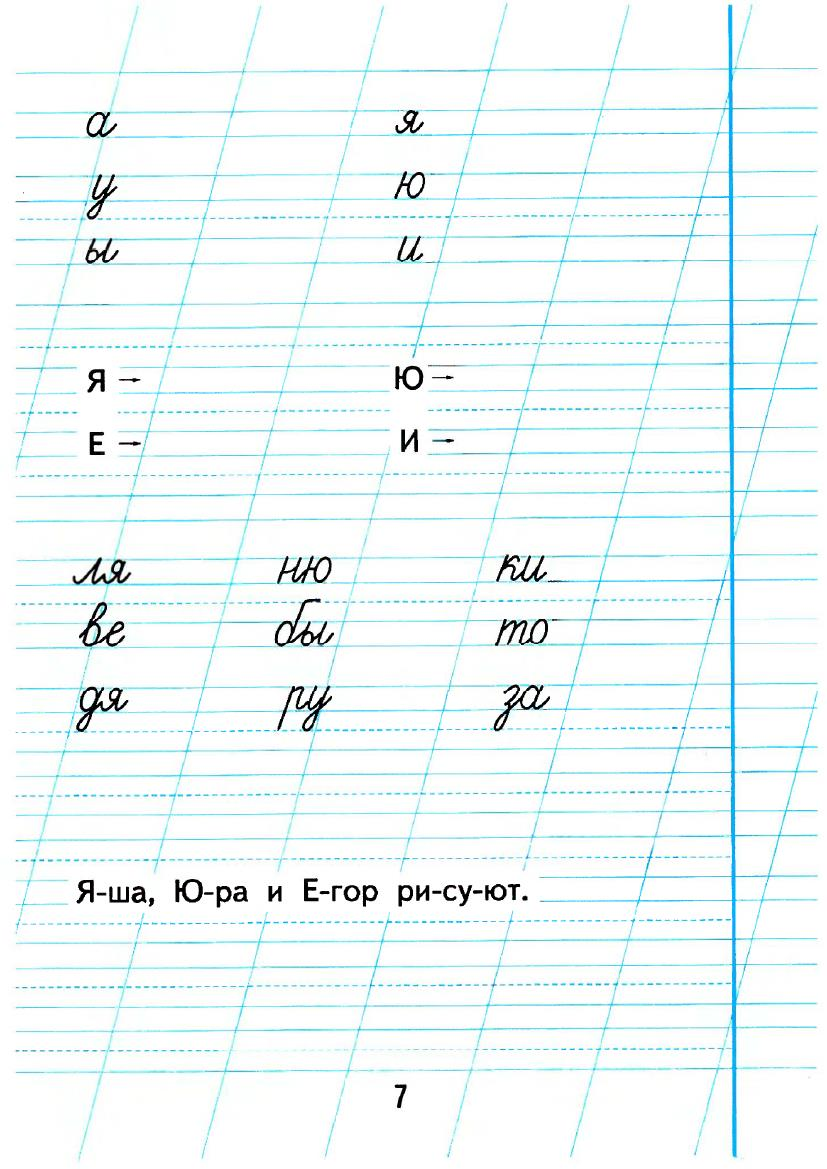 а я
у ю
ы и
Я → Ю →
Е → И →
ля ню ки
ве бы то
дя ру за
Я-ша, Ю-ра и Е-гор ри-су-ют.
7